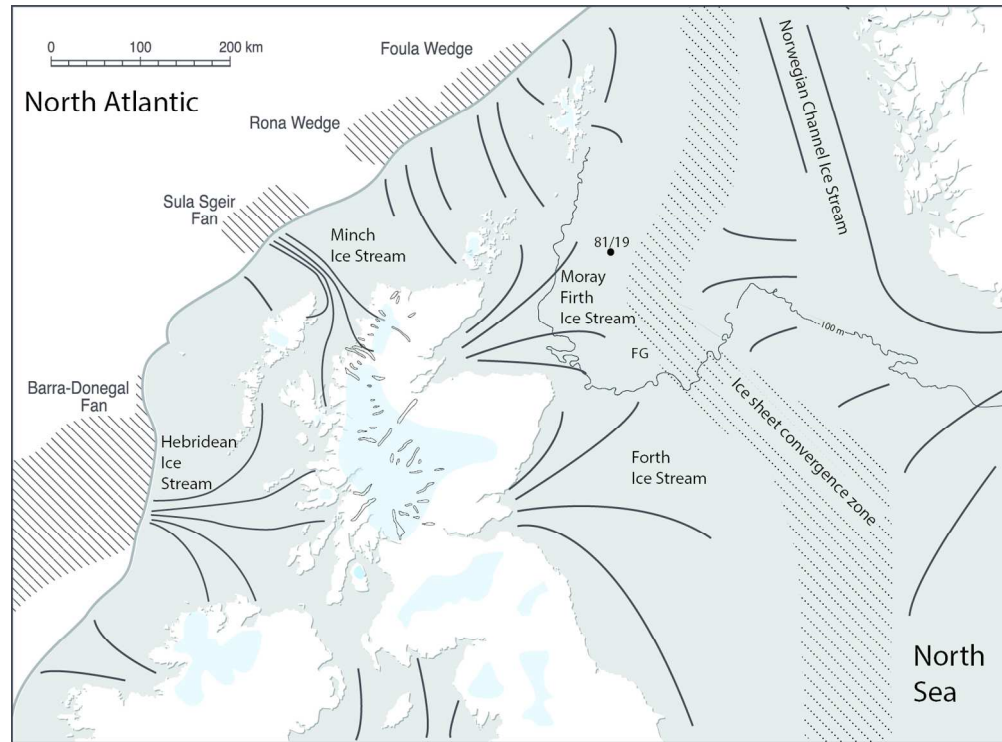 0 100 200 km
North Atlantic
Foula Wedge
Rona Wedge
Sula Sgeir
Fan
Minch
Ice Stream
Barra-Donegal
Fan
Hebridean
Ice
Stream
Norwegian Channel Ice Stream
81/19
Moray
Firth
Ice Stream
FG
-100 m
Ice sheet convergence zone
Forth
Ice Stream
North
Sea